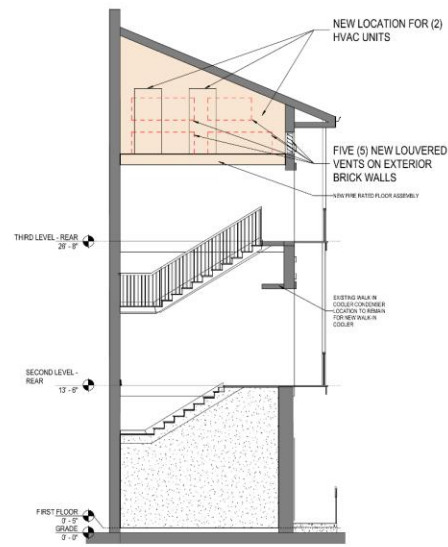 NEW LOCATION FOR (2)
HVAC UNITS
FIVE (5) NEW LOUVERED
VENTS ON EXTERIOR
BRICK WALLS
NEW FIRE RATED FLOOR ASSEMBLY
THIRD LEVEL - REAR
26' - 8"
EXISTING WALK IN
COOLER CONDENSER
LOCATION TO REMAIN
FOR NEW WALK-IN
COOLER
SECOND LEVEL -
REAR
13' - 6"
FIRST FLOOR
0' - 5"
GRADE
0' - 0"